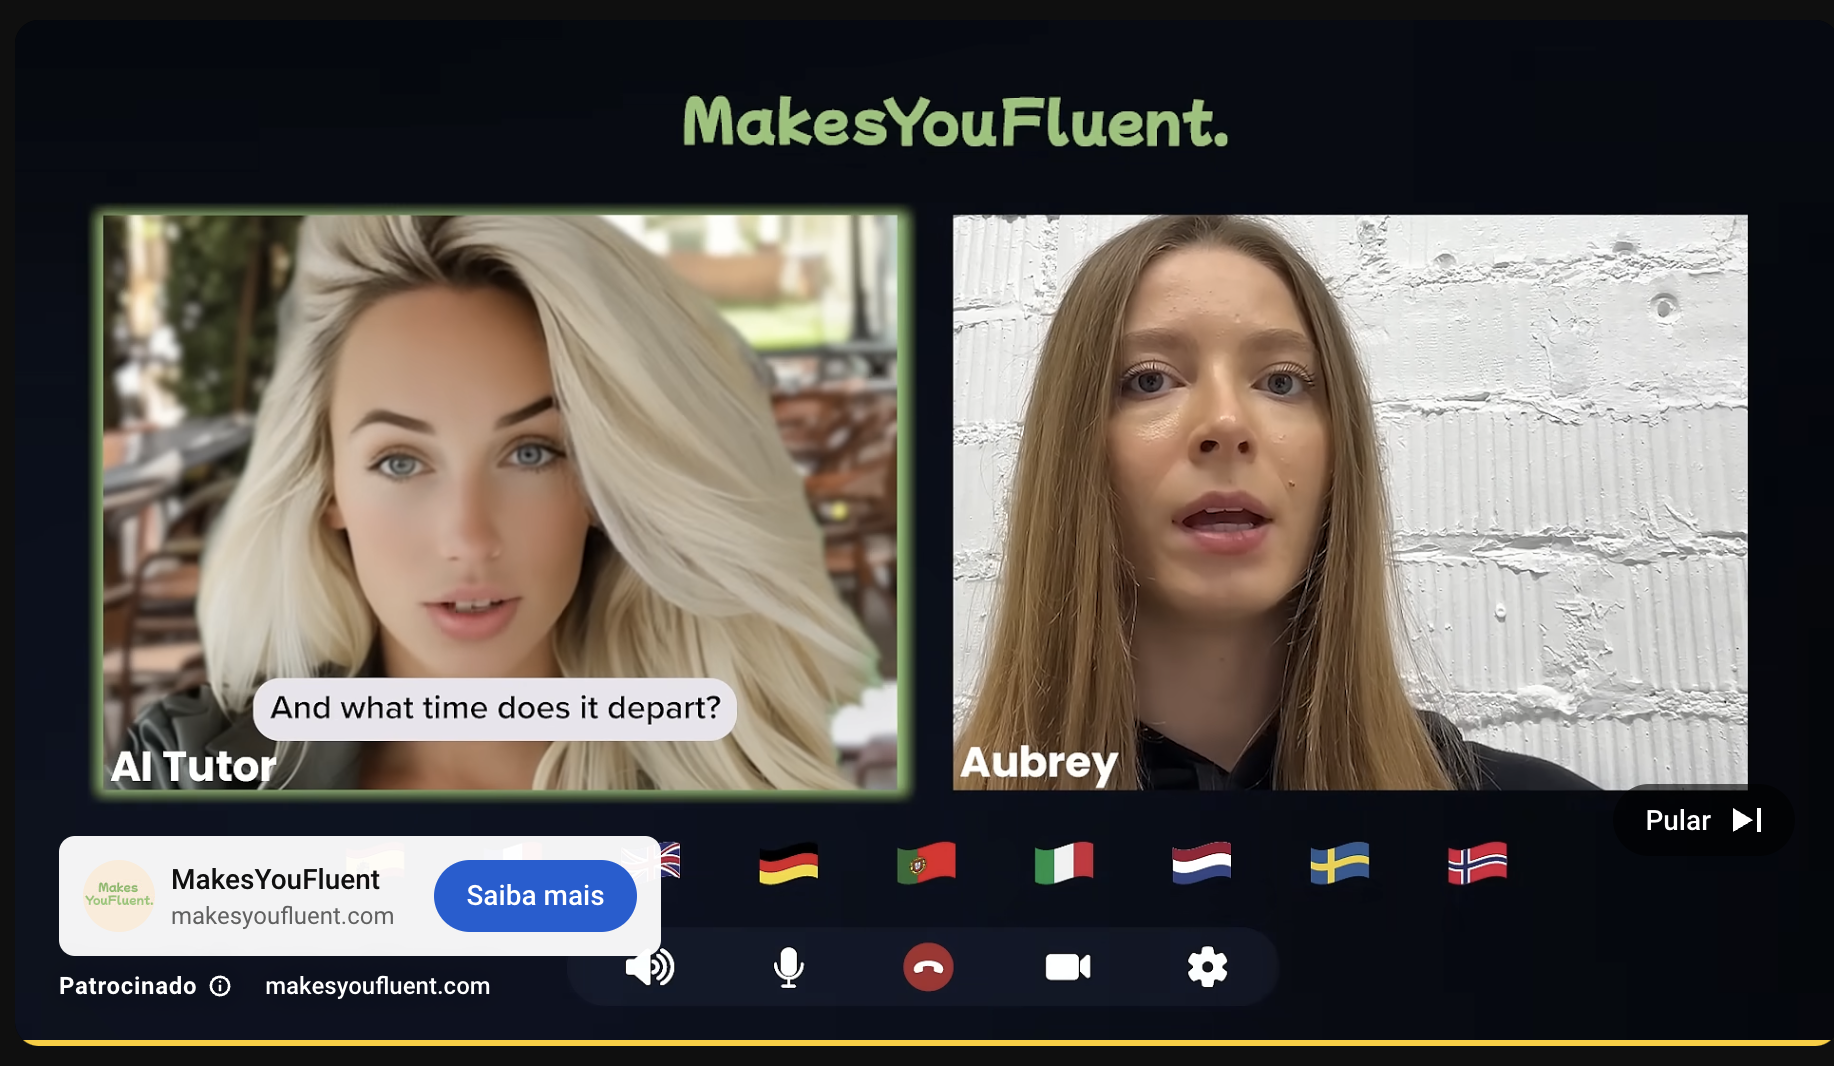 MakesYouFluent.
And what time does it depart?
AI Tutor
Aubrey
Pular
Makes
YouFluent.
MakesYouFluent
makesyoufluent.com
Saiba mais
Patrocinado
makesyoufluent.com